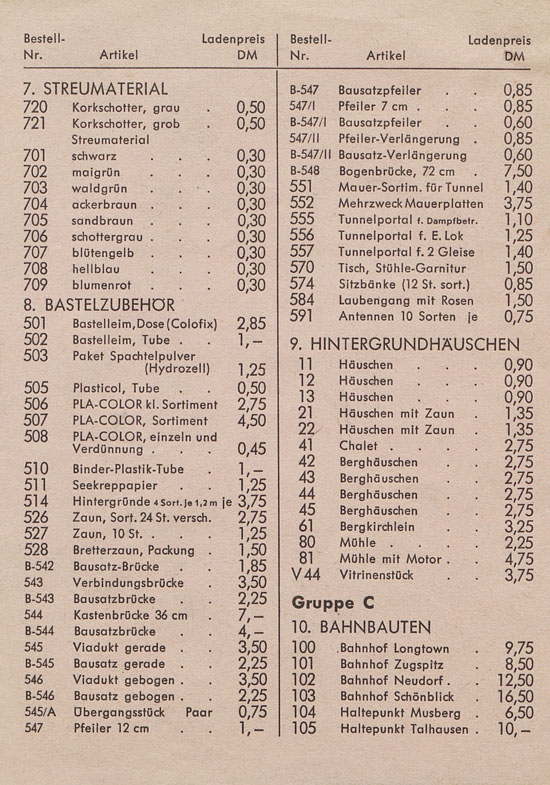 Bestell- Ladenpreis
Nr. Artikel DM
7. STREUMATERIAL
720 Korkschotter, grau . 0,50
721 Korkschotter, grob . 0,50
Streumaterial
701 schwarz . . . 0,30
702 maigrün . . . 0,30
703 waldgrün . . . 0,30
704 ackerbraun . . . 0,30
705 sandbraun . . . 0,30
706 schottergrau . . . 0,30
707 blütengelb . . . 0,30
708 hellblau . . . 0,30
709 blumenrot . . . 0,30
8. BASTELZUBEHÖR
501 Bastelleim, Dose (Colofix) 2,85
502 Bastelleim, Tube . . 1,—
503 Paket Spachtelpulver
(Hydrozell) 1,25
505 Plasticol, Tube . 0,50
506 PLA-COLOR kl. Sortiment 2,75
507 PLA-COLOR, Sortiment 4,50
508 PLA-COLOR, einzeln und
Verdünnung . . 0,45
510 Binder-Plastik-Tube . 1,—
511 Seekreppapier . . 1,25
514 Hintergründe 4 Sort. je 1,2 m je 3,75
526 Zaun, Sort. 24 St. versch. 2,75
527 Zaun, 10 St. . . . 1,25
528 Bretterzaun, Packung . 1,50
B-542 Bausatz-Brücke . 1,85
543 Verbindungsbrücke . 3,50
B-543 Bausatzbrücke . . 2,25
544 Kastenbrücke 36 cm . 7,—
B-544 Bausatzbrücke . . 4,—
545 Viadukt gerade . . 3,50
B-545 Bausatz gerade . . 2,25
546 Viadukt gebogen . . 3,50
B-546 Bausatz gebogen . . 2,25
545/A Übergangsstück Paar 0,75
547 Pfeiler 12 cm . . 1,—
Bestell- Ladenpreis
Nr. Artikel DM
B-547 Bausatzpfeiler . . 0,85
547/I Pfeiler 7 cm . . . 0,85
B-547/I Bausatzpfeiler . . 0,60
547/II Pfeiler-Verlängerung . 0,85
B-547/II Bausatz-Verlängerung 0,60
B-548 Bogenbrücke, 72 cm . 7,50
551 Mauer-Sortim. für Tunnel 1,40
552 Mehrzweck Mauerplatten 3,75
555 Tunnelportal f. Dampfbetr. 1,10
556 Tunnelportal f. E. Lok 1,25
557 Tunnelportal f. 2 Gleise 1,40
570 Tisch, Stühle-Garnitur 1,50
574 Sitzbänke (12 St. sort.) 0,85
584 Laubengang mit Rosen 1,50
591 Antennen 10 Sorten je 0,75
9. HINTERGRUNDHÄUSCHEN
11 Häuschen . . . 0,90
12 Häuschen . . . 0,90
13 Häuschen . . . 0,90
21 Häuschen mit Zaun . 1,35
22 Häuschen mit Zaun . 1,35
41 Chalet . . . 2,75
42 Berghäuschen . . 2,75
43 Berghäuschen . . 2,75
44 Berghäuschen . . 2,75
45 Berghäuschen . . 2,75
61 Bergkirchlein . . 3,25
80 Mühle . . . 2,25
81 Mühle mit Motor . . 4,75
V 44 Vitrinenstück . . 3,75
Gruppe C
10. BAHNBAUTEN
100 Bahnhof Longtown . 9,75
101 Bahnhof Zugspitz . 8,50
102 Bahnhof Neudorf . . 12,50
103 Bahnhof Schönblick . 16,50
104 Haltepunkt Musberg . 6,50
105 Haltepunkt Talhausen . 10,—